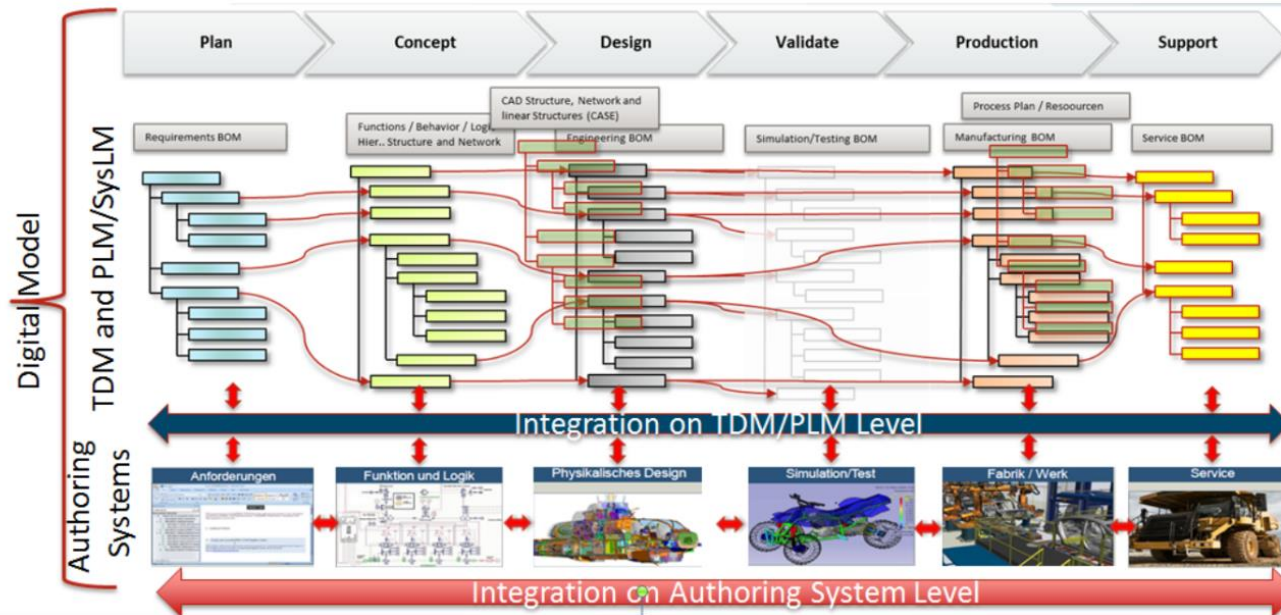 Plan
Concept
Design
Validate
Production
Support
CAD Structure, Network and
linear Structures (CASE)
Process Plan / Resoourcen
Requirements BOM
Functions / Behavior / Logic
Hier.. Structure and Network
Engineering BOM
Simulation/Testing BOM
Manufacturing BOM
Service BOM
Digital Model
TDM and PLM/SysLM
Authoring
Systems
Integration on TDM/PLM Level
Anforderungen
Funktion und Logik
Physikalisches Design
Simulation/Test
Fabrik / Werk
Service
Integration on Authoring System Level